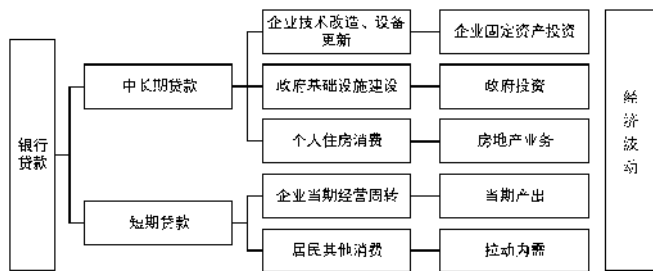 银行
贷款
中长期贷款
短期贷款
企业技术改造、设备
更新
政府基础设施建设
个人住房消费
企业当期经营周转
居民其他消费
企业固定资产投资
政府投资
房地产业务
当期产出
拉动内需
经
济
波
动